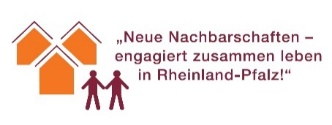 „Neue Nachbarschaften –
engagiert zusammen leben
in Rheinland-Pfalz!“